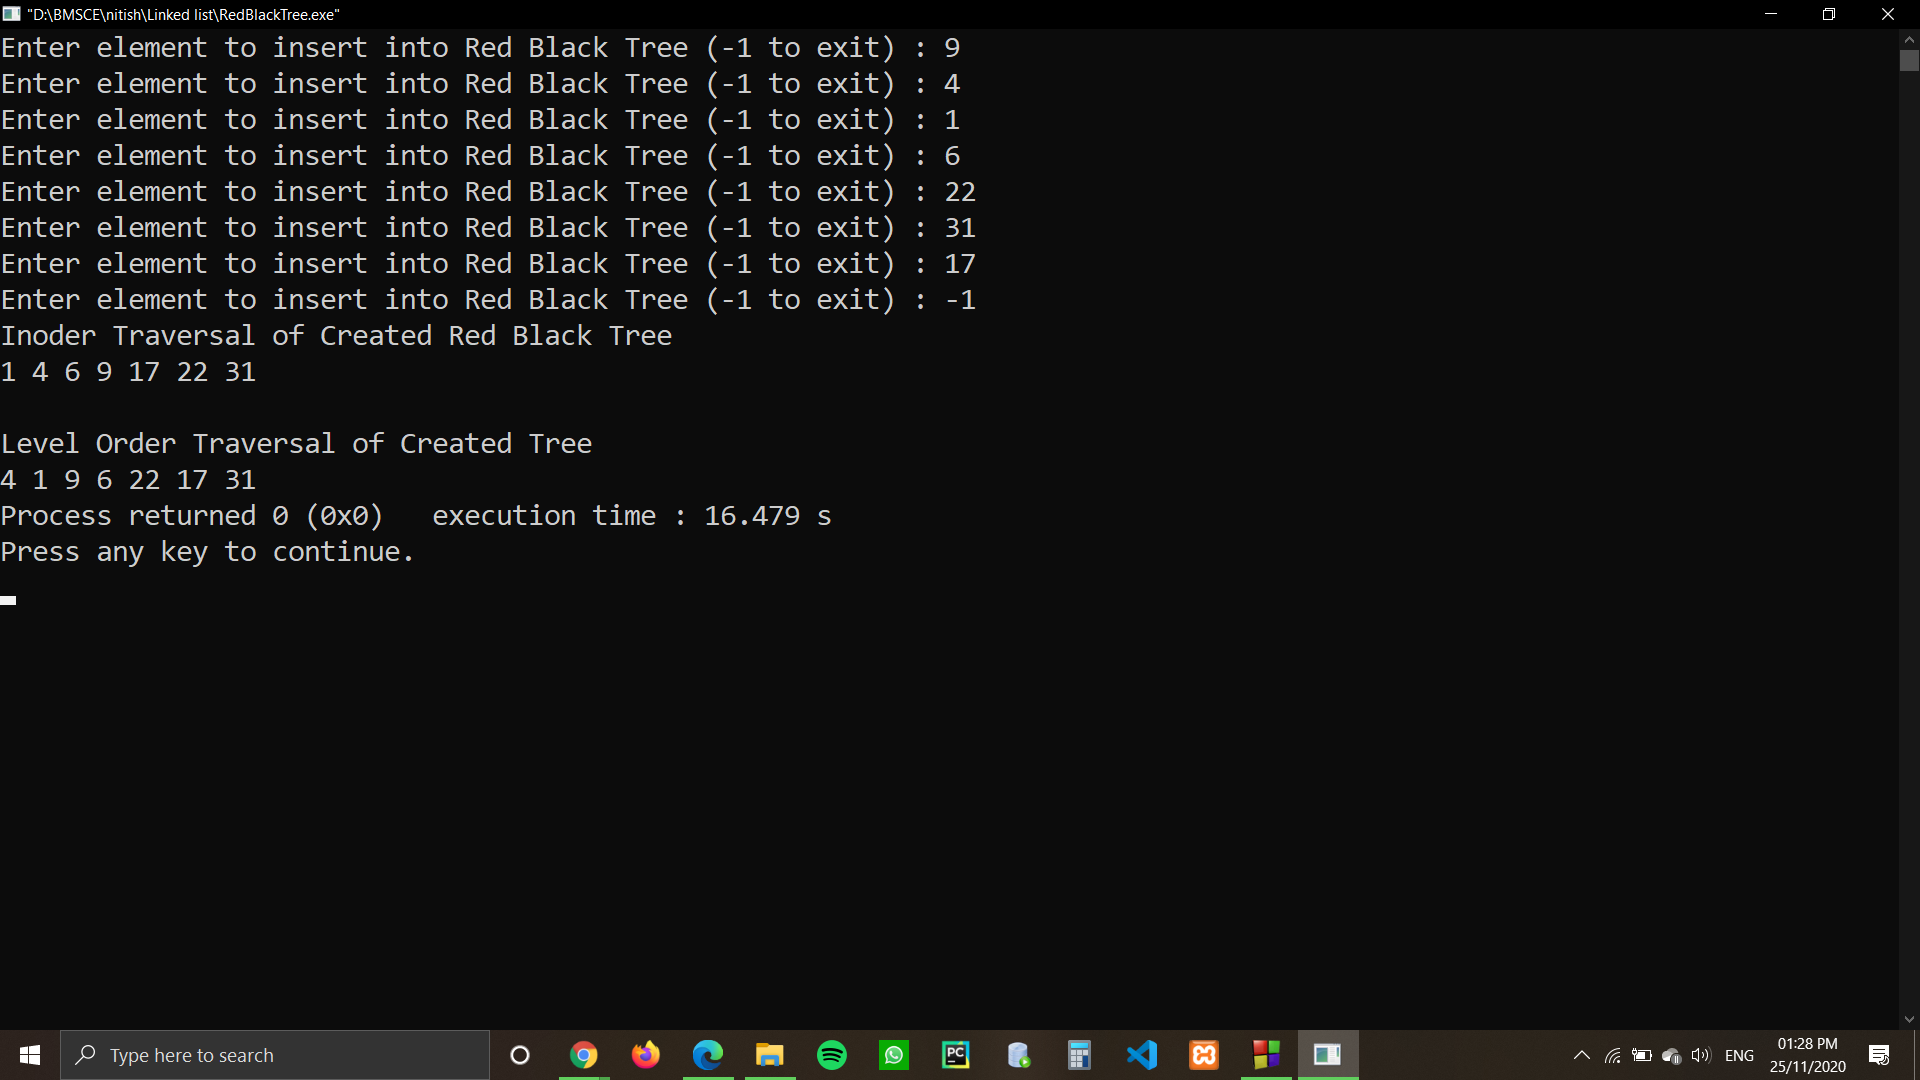 "D:\BMSCE\nitish\Linked list\RedBlackTree.exe"
Enter element to insert into Red Black Tree (-1 to exit) : 9
Enter element to insert into Red Black Tree (-1 to exit) : 4
Enter element to insert into Red Black Tree (-1 to exit) : 1
Enter element to insert into Red Black Tree (-1 to exit) : 6
Enter element to insert into Red Black Tree (-1 to exit) : 22
Enter element to insert into Red Black Tree (-1 to exit) : 31
Enter element to insert into Red Black Tree (-1 to exit) : 17
Enter element to insert into Red Black Tree (-1 to exit) : -1
Inoder Traversal of Created Red Black Tree
1 4 6 9 17 22 31
Level Order Traversal of Created Tree
4 1 9 6 22 17 31
Process returned 0 (0x0)   execution time : 16.479 s
Press any key to continue.
Type here to search
PC
ENG
01:28 PM
25/11/2020